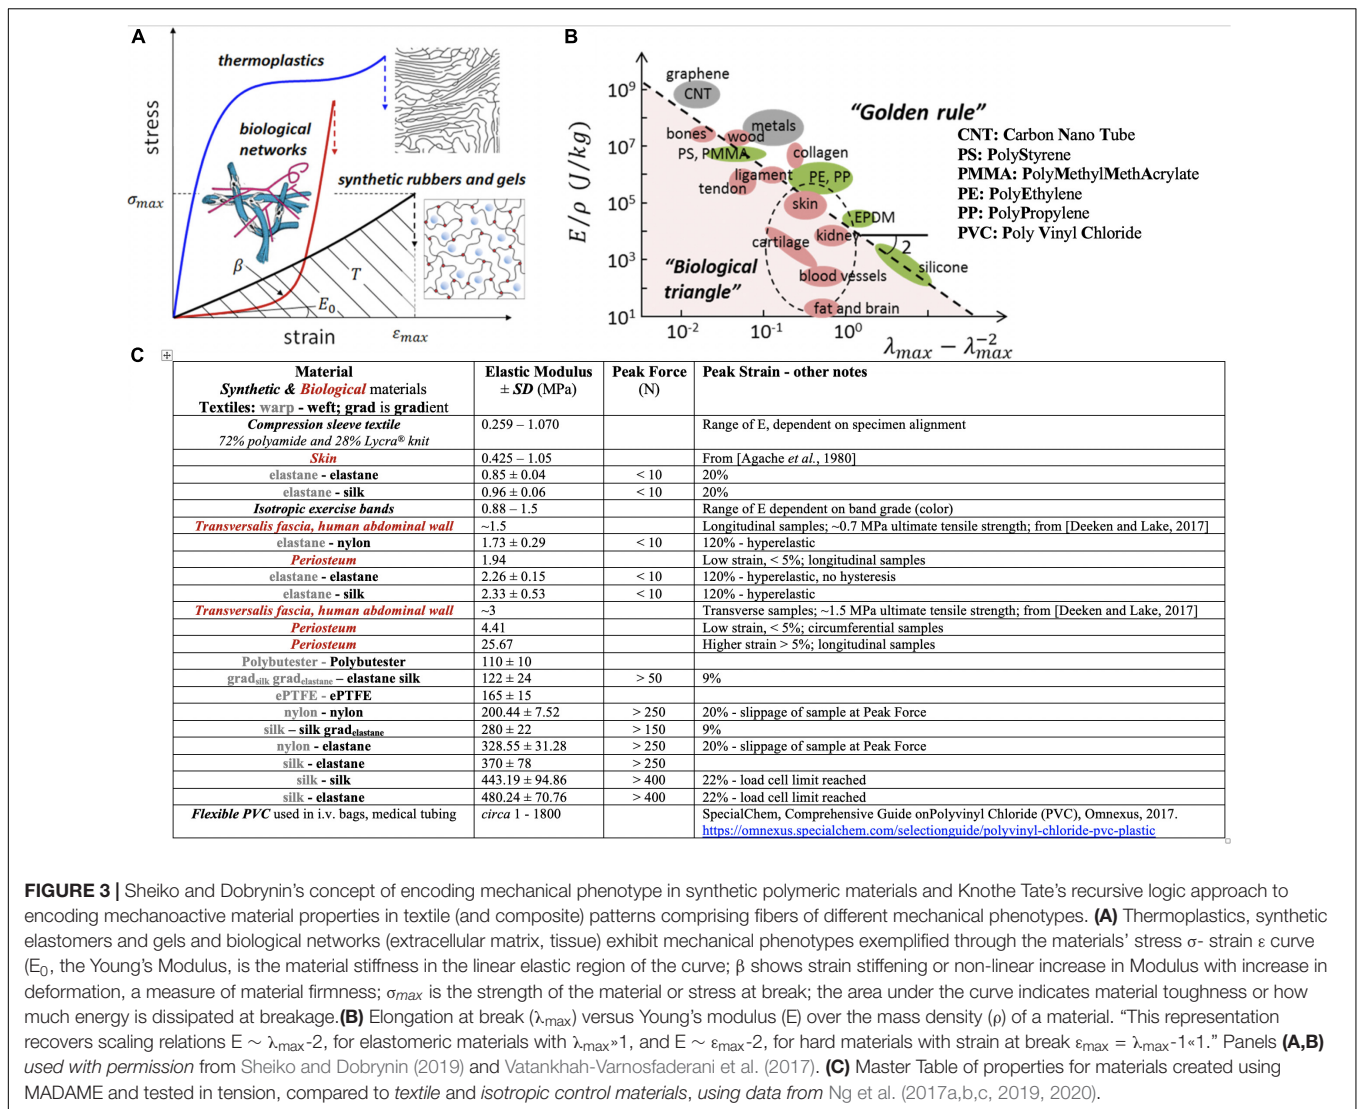 A
stress
thermoplastics
biological
networks
synthetic rubbers and gels
σmax
β
T
E0
strain
εmax
B
E/ρ (J/kg)
10^9
10^7
10^5
10^3
10^1
graphene
CNT
bones
wood
metals
PS, PMMA
collagen
ligament
PE, PP
tendon
skin
EPDM
cartilage
kidney
2
silicone
blood vessels
fat and brain
“Golden rule”
“Biological
triangle”
10^-2
10^-1
10^0
λmax − λmax^-2
CNT: Carbon Nano Tube
PS: PolyStyrene
PMMA: PolyMethylMethAcrylate
PE: PolyEthylene
PP: PolyPropylene
PVC: Poly Vinyl Chloride
C
Material Elastic Modulus Peak Force Peak Strain - other notes
Synthetic & Biological materials ± SD (MPa) (N)
Textiles: warp - weft; grad is gradient
Compression sleeve textile 0.259 – 1.070 Range of E, dependent on specimen alignment
72% polyamide and 28% Lycra® knit
Skin 0.425 – 1.05 From [Agache et al., 1980]
elastane - elastane 0.85 ± 0.04 < 10 20%
elastane - silk 0.96 ± 0.06 < 10 20%
Isotropic exercise bands 0.88 – 1.5 Range of E dependent on band grade (color)
Transversalis fascia, human abdominal wall ~1.5 Longitudinal samples; ~0.7 MPa ultimate tensile strength; from [Deeken and Lake, 2017]
elastane - nylon 1.73 ± 0.29 < 10 120% - hyperelastic
Periosteum 1.94 Low strain, < 5%; longitudinal samples
elastane - elastane 2.26 ± 0.15 < 10 120% - hyperelastic, no hysteresis
elastane - silk 2.33 ± 0.53 < 10 120% - hyperelastic
Transversalis fascia, human abdominal wall ~3 Transverse samples; ~1.5 MPa ultimate tensile strength; from [Deeken and Lake, 2017]
Periosteum 4.41 Low strain, < 5%; circumferential samples
Periosteum 25.67 Higher strain > 5%; longitudinal samples
Polybutester - Polybutester 110 ± 10
gradsilk gradelastane – elastane silk 122 ± 24 > 50 9%
ePTFE - ePTFE 165 ± 15
nylon - nylon 200.44 ± 7.52 > 250 20% - slippage of sample at Peak Force
silk – silk gradelastane 280 ± 22 > 150 9%
nylon - elastane 328.55 ± 31.28 > 250 20% - slippage of sample at Peak Force
silk - elastane 370 ± 78 > 250
silk - silk 443.19 ± 94.86 > 400 22% - load cell limit reached
silk - elastane 480.24 ± 70.76 > 400 22% - load cell limit reached
Flexible PVC used in i.v. bags, medical tubing circa 1 - 1800 SpecialChem, Comprehensive Guide onPolyvinyl Chloride (PVC), Omnexus, 2017.
https://omnexus.specialchem.com/selectionguide/polyvinyl-chloride-pvc-plastic
FIGURE 3 | Sheiko and Dobrynin’s concept of encoding mechanical phenotype in synthetic polymeric materials and Knothe Tate’s recursive logic approach to
encoding mechanoactive material properties in textile (and composite) patterns comprising fibers of different mechanical phenotypes. (A) Thermoplastics, synthetic
elastomers and gels and biological networks (extracellular matrix, tissue) exhibit mechanical phenotypes exemplified through the materials’ stress σ- strain ε curve
(E0, the Young’s Modulus, is the material stiffness in the linear elastic region of the curve; β shows strain stiffening or non-linear increase in Modulus with increase in
deformation, a measure of material firmness; σmax is the strength of the material or stress at break; the area under the curve indicates material toughness or how
much energy is dissipated at breakage.(B) Elongation at break (λmax) versus Young’s modulus (E) over the mass density (ρ) of a material. “This representation
recovers scaling relations E ∼ λmax-2, for elastomeric materials with λmax»1, and E ∼ εmax-2, for hard materials with strain at break εmax = λmax-1«1.” Panels (A,B)
used with permission from Sheiko and Dobrynin (2019) and Vatankhah-Varnosfaderani et al. (2017). (C) Master Table of properties for materials created using
MADAME and tested in tension, compared to textile and isotropic control materials, using data from Ng et al. (2017a,b,c, 2019, 2020).